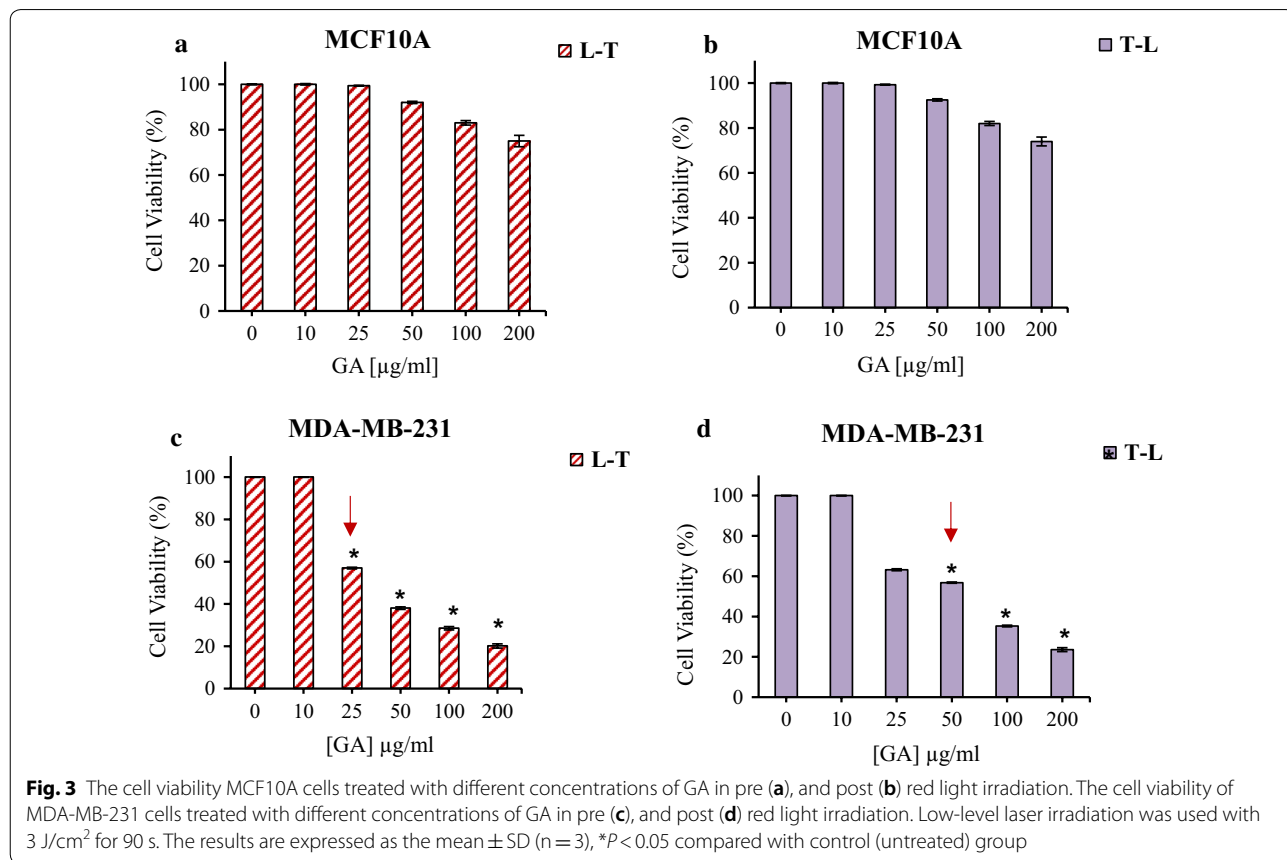 a
MCF10A
L-T
Cell Viability (%)
100
80
60
40
20
0
0 10 25 50 100 200
GA [µg/ml]
b
MCF10A
T-L
Cell Viability (%)
100
80
60
40
20
0
0 10 25 50 100 200
GA [µg/ml]
c
MDA-MB-231
L-T
Cell Viability (%)
100
80
60
40
20
0
* * * *
0 10 25 50 100 200
[GA] µg/ml
d
MDA-MB-231
* T-L
Cell Viability (%)
100
80
60
40
20
0
* * *
0 10 25 50 100 200
[GA] µg/ml
Fig. 3 The cell viability MCF10A cells treated with different concentrations of GA in pre (a), and post (b) red light irradiation. The cell viability of
MDA-MB-231 cells treated with different concentrations of GA in pre (c), and post (d) red light irradiation. Low-level laser irradiation was used with
3 J/cm² for 90 s. The results are expressed as the mean ± SD (n = 3), *P < 0.05 compared with control (untreated) group